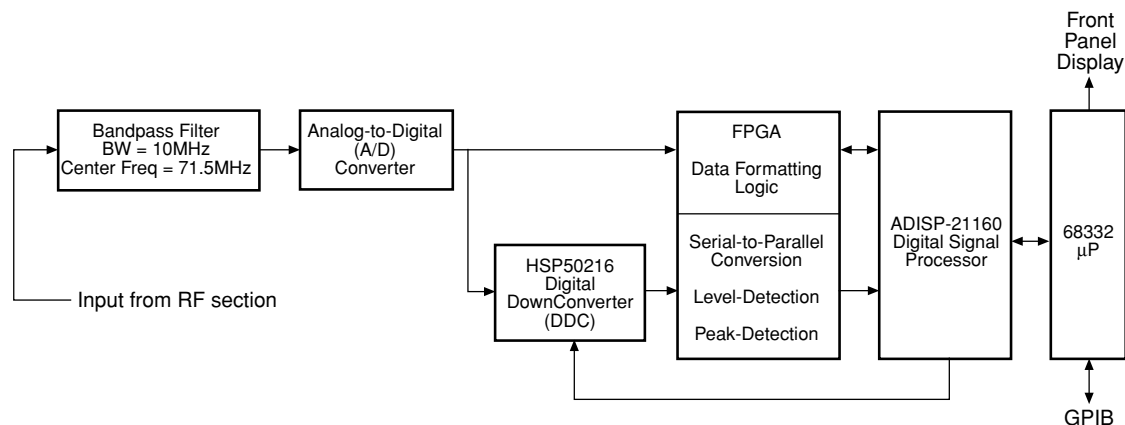 Front
Panel
Display
Bandpass Filter
BW = 10MHz
Center Freq = 71.5MHz
Analog-to-Digital
(A/D)
Converter
FPGA
Data Formatting
Logic
Serial-to-Parallel
Conversion
Level-Detection
Peak-Detection
ADISP-21160
Digital Signal
Processor
68332
µP
HSP50216
Digital
DownConverter
(DDC)
Input from RF section
GPIB